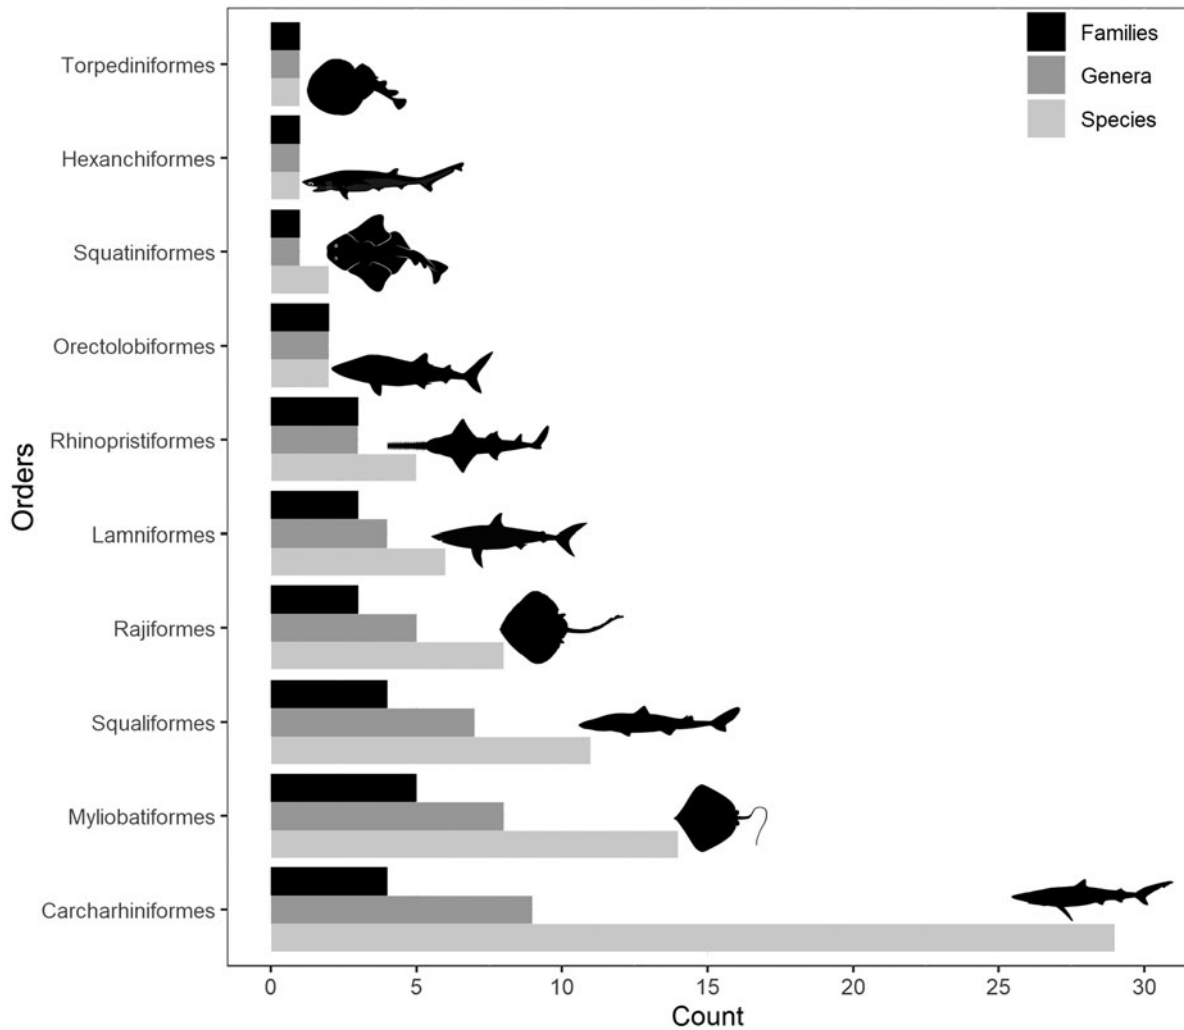 Families
Genera
Species
Orders
Torpediniformes
Hexanchiformes
Squatiniformes
Orectolobiformes
Rhinopristiformes
Lamniformes
Rajiformes
Squaliformes
Myliobatiformes
Carcharhiniformes
0 5 10 15 20 25 30
Count